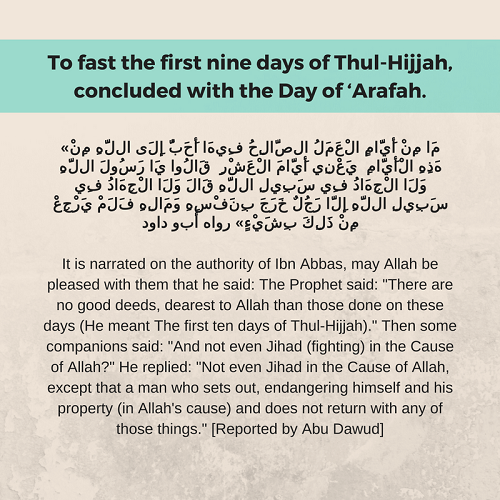 To fast the first nine days of Thul-Hijjah,
concluded with the Day of ‘Arafah.
مَا مِنْ أَيَّامٍ الْعَمَلُ الصَّالِحُ فِيهَا أَحَبُّ إِلَى اللَّهِ مِنْ»
هَذِهِ الْأَيَّامِ يَعْنِي أَيَّامَ الْعَشْرِ قَالُوا يَا رَسُولَ اللَّهِ
وَلَا الْجِهَادُ فِي سَبِيلِ اللَّهِ قَالَ وَلَا الْجِهَادُ فِي
سَبِيلِ اللَّهِ إِلَّا رَجُلٌ خَرَجَ بِنَفْسِهِ وَمَالِهِ فَلَمْ يَرْجِعْ
مِنْ ذَلِكَ بِشَيْءٍ» رواه أبو داود
It is narrated on the authority of Ibn Abbas, may Allah be
pleased with them that he said: The Prophet said: "There are
no good deeds, dearest to Allah than those done on these
days (He meant The first ten days of Thul-Hijjah)." Then some
companions said: "And not even Jihad (fighting) in the Cause
of Allah?" He replied: "Not even Jihad in the Cause of Allah,
except that a man who sets out, endangering himself and his
property (in Allah's cause) and does not return with any of
those things." [Reported by Abu Dawud]